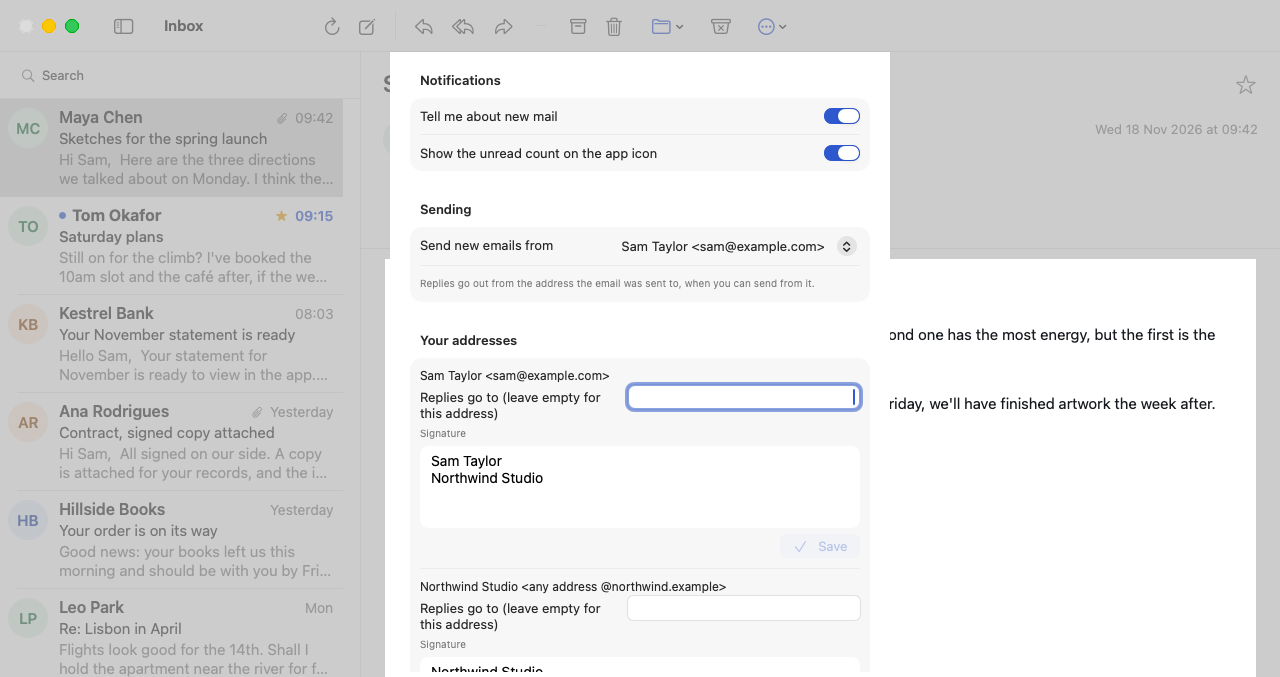 Inbox
Search
MC
Maya Chen
09:42
Sketches for the spring launch
Hi Sam,  Here are the three directions
we talked about on Monday. I think the...
TO
Tom Okafor
09:15
Saturday plans
Still on for the climb? I've booked the
10am slot and the café after, if the we...
KB
Kestrel Bank
08:03
Your November statement is ready
Hello Sam,  Your statement for
November is ready to view in the app....
AR
Ana Rodrigues
Yesterday
Contract, signed copy attached
Hi Sam,  All signed on our side. A copy
is attached for your records, and the i...
HB
Hillside Books
Yesterday
Your order is on its way
Good news: your books left us this
morning and should be with you by Fri...
LP
Leo Park
Mon
Re: Lisbon in April
Flights look good for the 14th. Shall I
hold the apartment near the river for f...
Notifications
Tell me about new mail
Show the unread count on the app icon
Sending
Send new emails from
Sam Taylor <sam@example.com>
Replies go out from the address the email was sent to, when you can send from it.
Your addresses
Sam Taylor <sam@example.com>
Replies go to (leave empty for
this address)
Signature
Sam Taylor
Northwind Studio
Save
Northwind Studio <any address @northwind.example>
Replies go to (leave empty for
this address)
Signature
Northwind Studio
Wed 18 Nov 2026 at 09:42
one has the most energy, but the first is the
we'll have finished artwork the week after.